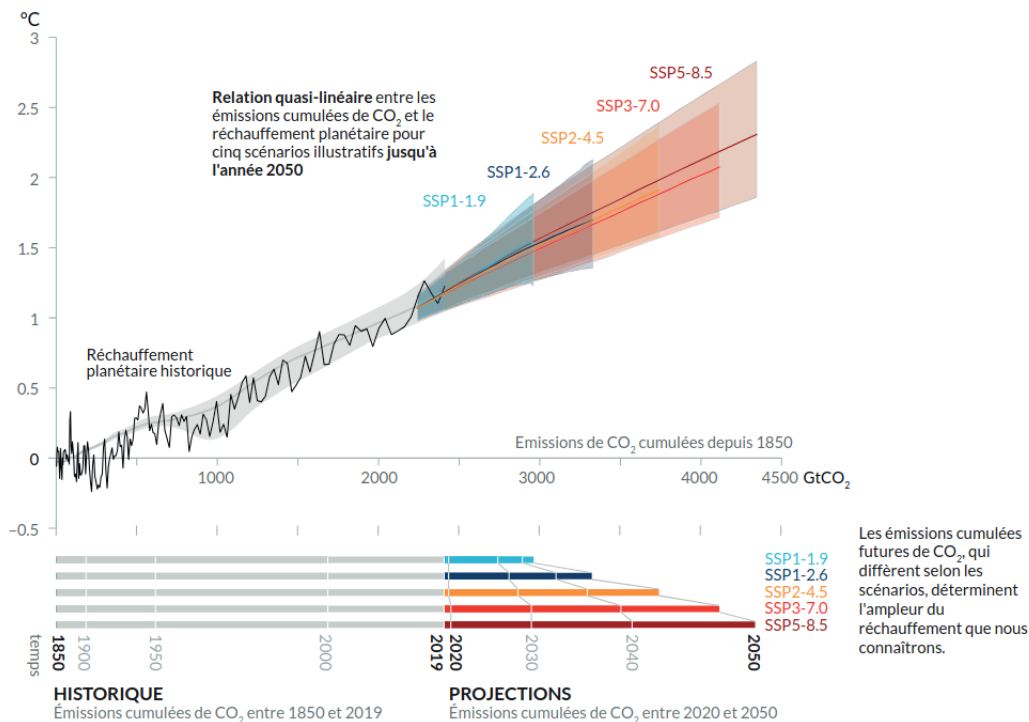 °C
3
2.5
2
1.5
1
0.5
0
−0.5
Relation quasi-linéaire entre les
émissions cumulées de CO2 et le
réchauffement planétaire pour
cinq scénarios illustratifs jusqu'à
l'année 2050
SSP5-8.5
SSP3-7.0
SSP2-4.5
SSP1-2.6
SSP1-1.9
Réchauffement
planétaire historique
Emissions de CO2 cumulées depuis 1850
1000
2000
3000
4000
4500 GtCO2
SSP1-1.9
SSP1-2.6
SSP2-4.5
SSP3-7.0
SSP5-8.5
Les émissions cumulées
futures de CO2, qui
diffèrent selon les
scénarios, déterminent
l'ampleur du
réchauffement que nous
connaîtrons.
temps
1850
1900
1950
2000
2019
2020
2030
2040
2050
HISTORIQUE
Émissions cumulées de CO2 entre 1850 et 2019
PROJECTIONS
Émissions cumulées de CO2 entre 2020 et 2050